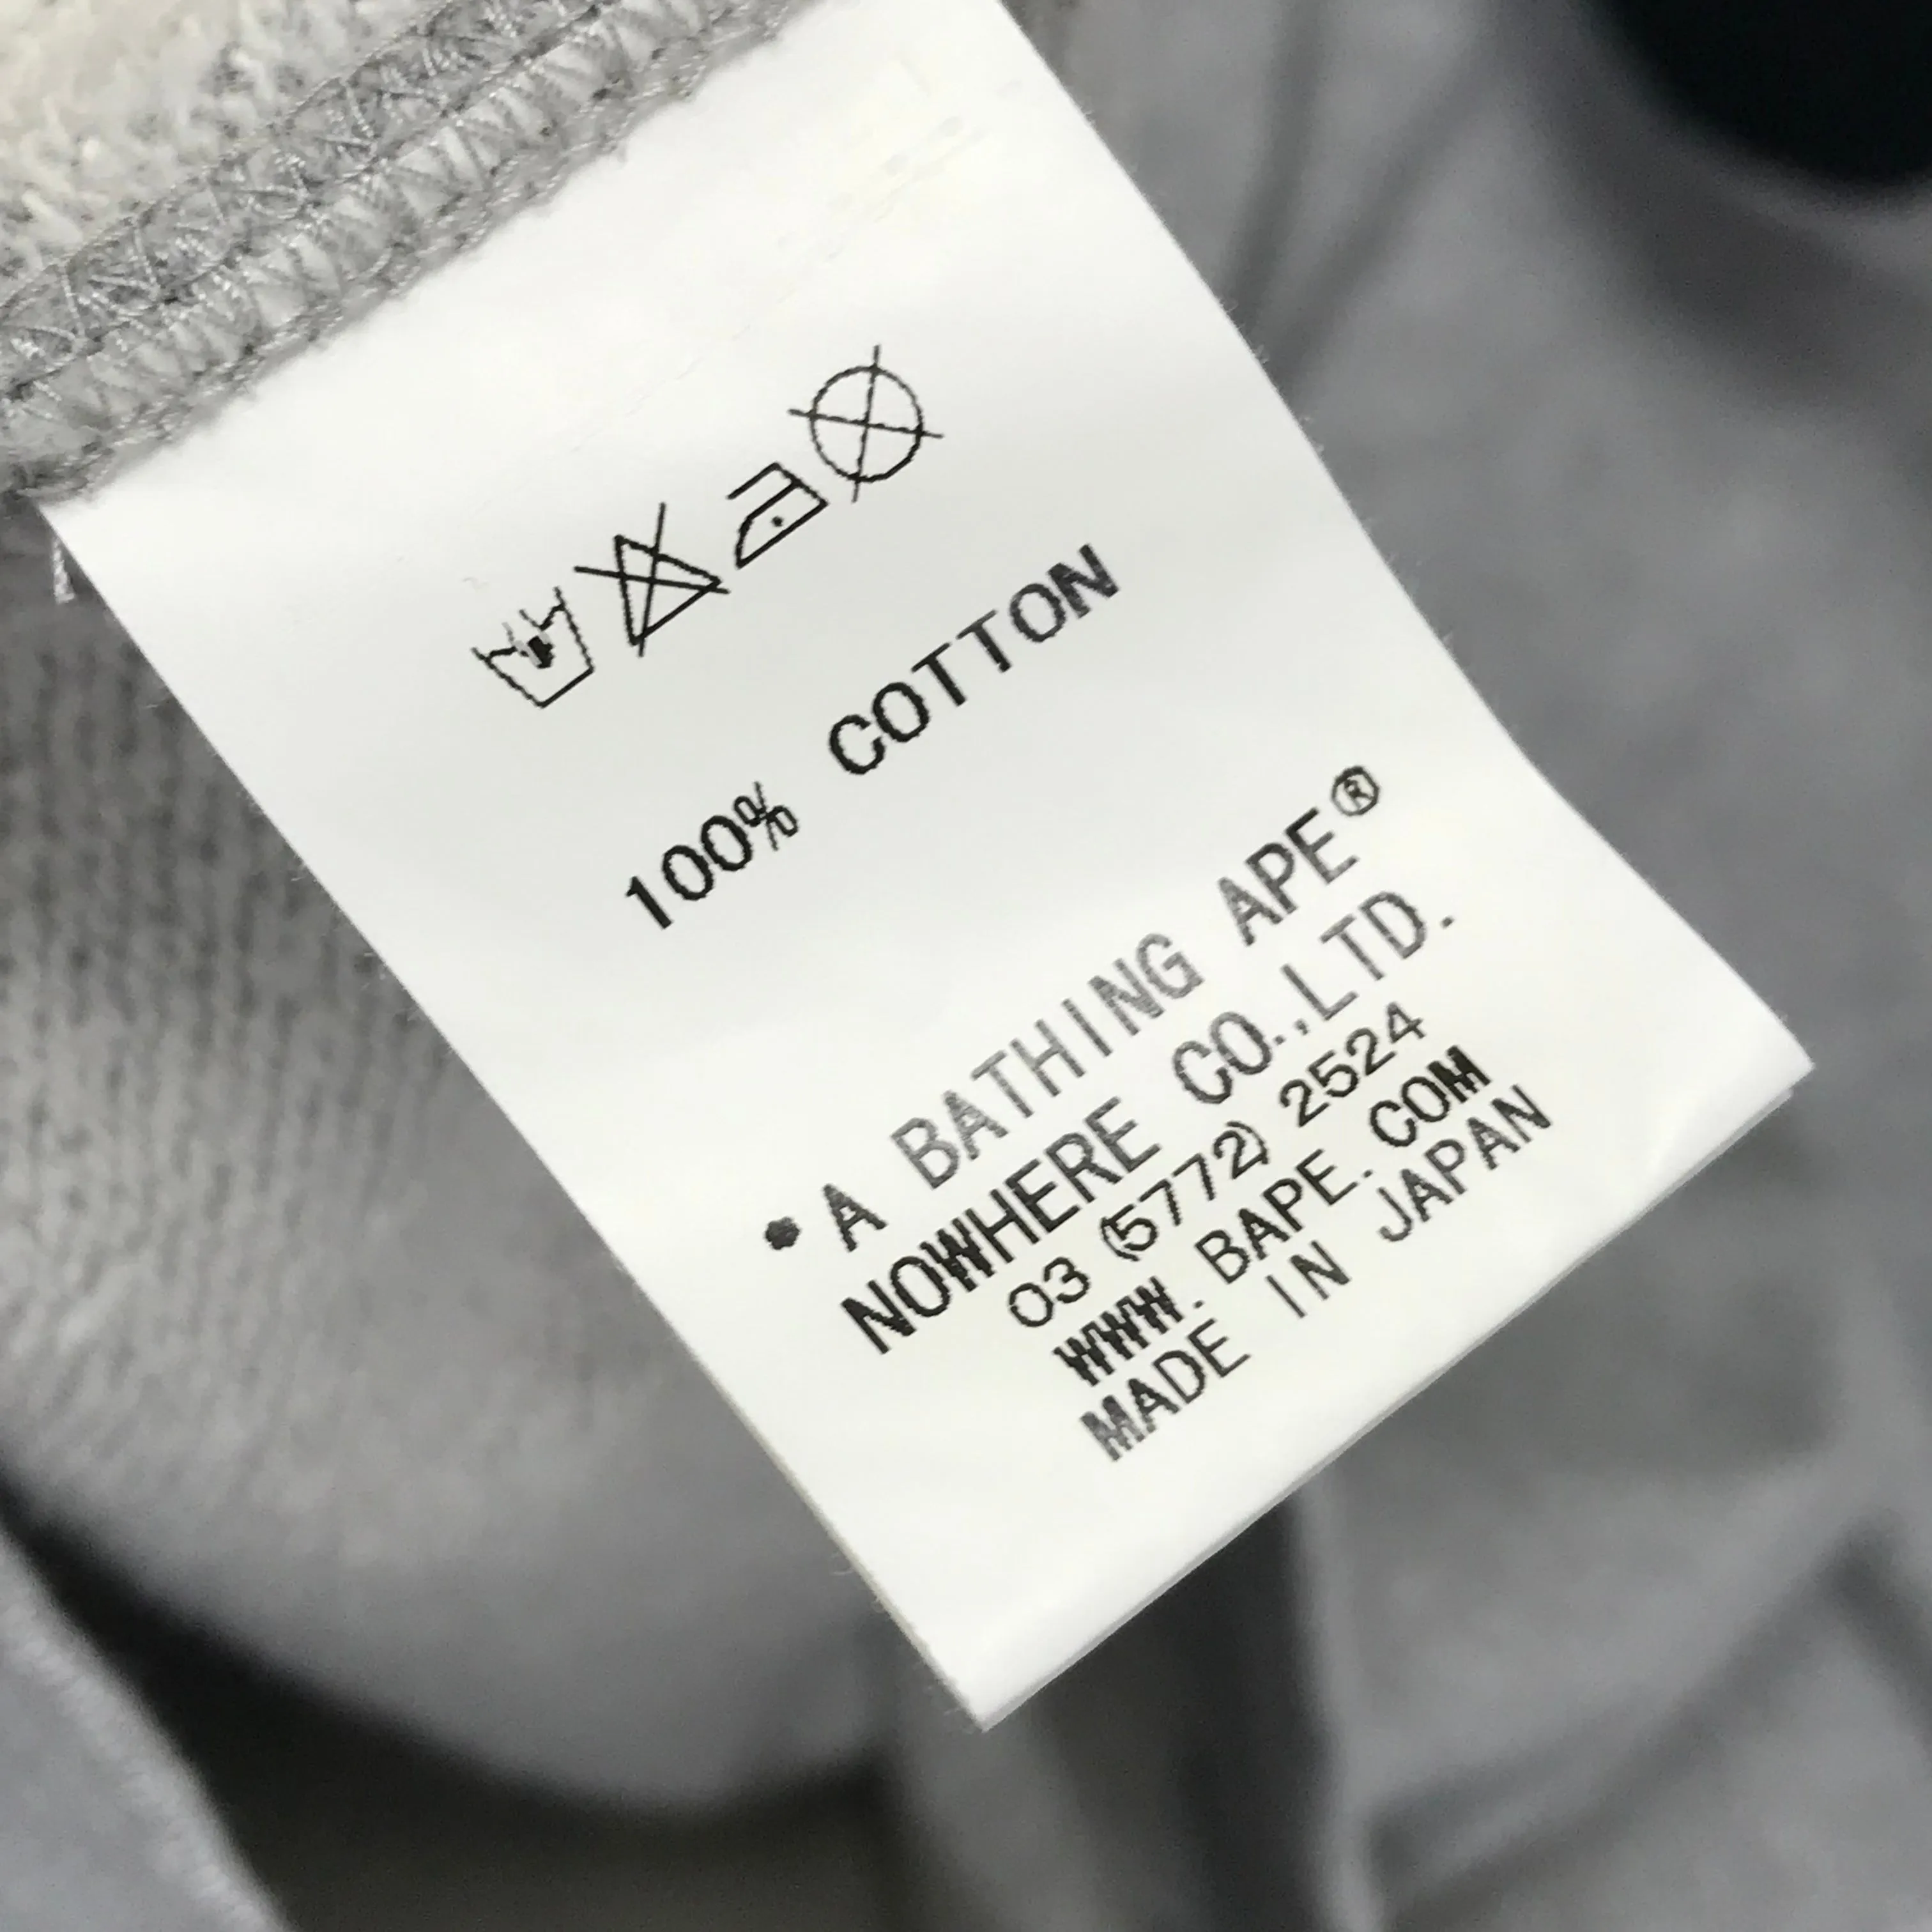 100% COTTON
•A BATHING APE®
NOWHERE CO.,LTD.
03 (5772) 2524
WWW.BAPE.COM
MADE IN JAPAN